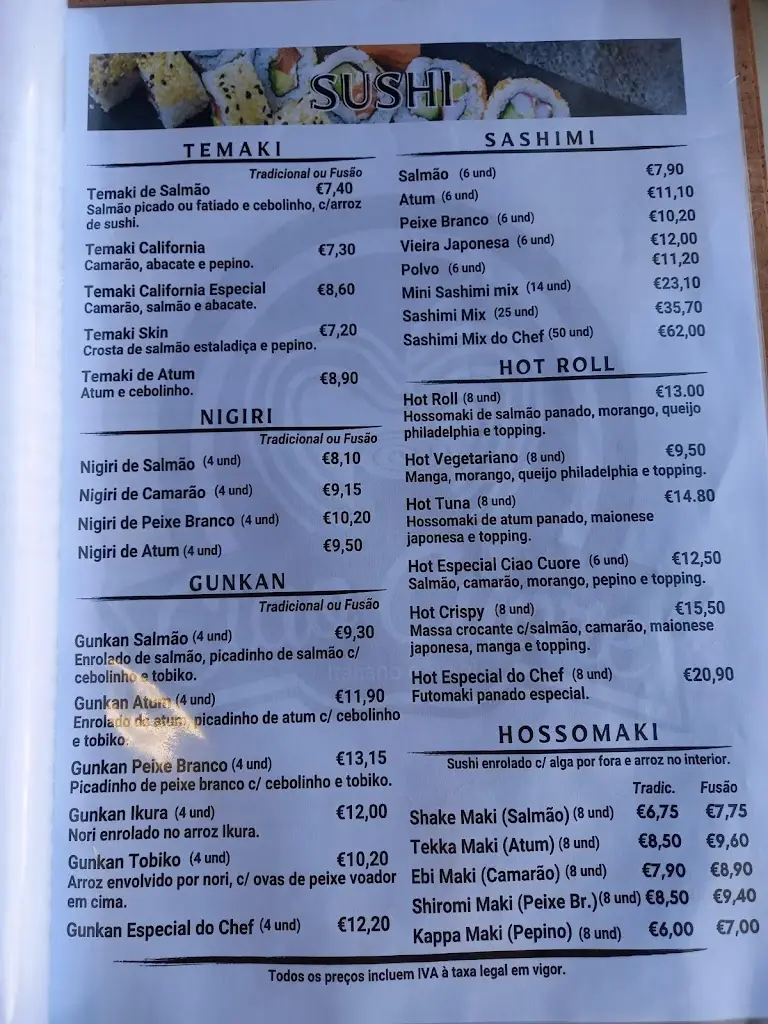 SUSHI
TEMAKI
Tradicional ou Fusão
Temaki de Salmão €7,40
Salmão picado ou fatiado e cebolinho, c/arroz
de sushi.
Temaki California €7,30
Camarão, abacate e pepino.
Temaki California Especial €8,60
Camarão, salmão e abacate.
Temaki Skin €7,20
Crosta de salmão estaladiça e pepino.
Temaki de Atum €8,90
Atum e cebolinho.
NIGIRI
Tradicional ou Fusão
Nigiri de Salmão (4 und) €8,10
Nigiri de Camarão (4 und) €9,15
Nigiri de Peixe Branco (4 und) €10,20
Nigiri de Atum (4 und) €9,50
GUNKAN
Tradicional ou Fusão
Gunkan Salmão (4 und) €9,30
Enrolado de salmão, picadinho de salmão c/
cebolinho e tobiko.
Gunkan Atum (4 und) €11,90
Enrolado de atum, picadinho de atum c/ cebolinho
e tobiko.
Gunkan Peixe Branco (4 und) €13,15
Picadinho de peixe branco c/ cebolinho e tobiko.
Gunkan Ikura (4 und) €12,00
Nori enrolado no arroz Ikura.
Gunkan Tobiko (4 und) €10,20
Arroz envolvido por nori, c/ ovas de peixe voador
em cima.
Gunkan Especial do Chef (4 und) €12,20
SASHIMI
Salmão (6 und) €7,90
Atum (6 und) €11,10
Peixe Branco (6 und) €10,20
Vieira Japonesa (6 und) €12,00
Polvo (6 und) €11,20
Mini Sashimi mix (14 und) €23,10
Sashimi Mix (25 und) €35,70
Sashimi Mix do Chef (50 und) €62,00
HOT ROLL
Hot Roll (8 und) €13.00
Hossomaki de salmão panado, morango, queijo
philadelphia e topping.
Hot Vegetariano (8 und) €9,50
Manga, morango, queijo philadelphia e topping.
Hot Tuna (8 und) €14.80
Hossomaki de atum panado, maionese
japonesa e topping.
Hot Especial Ciao Cuore (6 und) €12,50
Salmão, camarão, morango, pepino e topping.
Hot Crispy (8 und) €15,50
Massa crocante c/salmão, camarão, maionese
japonesa, manga e topping.
Hot Especial do Chef (8 und) €20,90
Futomaki panado especial.
HOSSOMAKI
Sushi enrolado c/ alga por fora e arroz no interior.
Tradic. Fusão
Shake Maki (Salmão) (8 und) €6,75 €7,75
Tekka Maki (Atum) (8 und) €8,50 €9,60
Ebi Maki (Camarão) (8 und) €7,90 €8,90
Shiromi Maki (Peixe Br.)(8 und) €8,50 €9,40
Kappa Maki (Pepino) (8 und) €6,00 €7,00
Todos os preços incluem IVA à taxa legal em vigor.